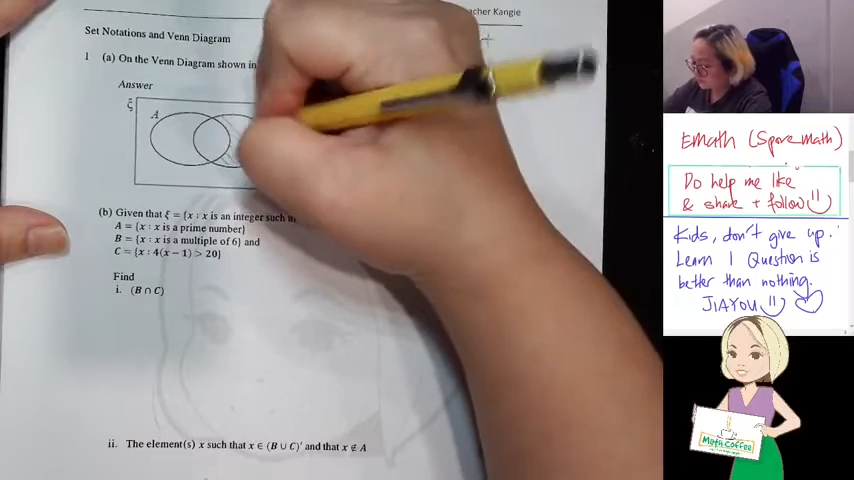 acher Kangie
Set Notations and Venn Diagram
1 (a) On the Venn Diagram shown in
Answer
ξ
A
(b) Given that ξ = {x : x is an integer such
A = {x : x is a prime number}
B = {x : x is a multiple of 6} and
C = {x : 4(x − 1) > 20}
Find
i. (B ∩ C)
ii. The element(s) x such that x ∈ (B ∪ C)′ and that x ∉ A
EMath (S'pore math)
Do help me like
& share + follow
Kids, don't give up.
Learn 1 Question is
better than nothing.
JIAYOU
Math Coffee